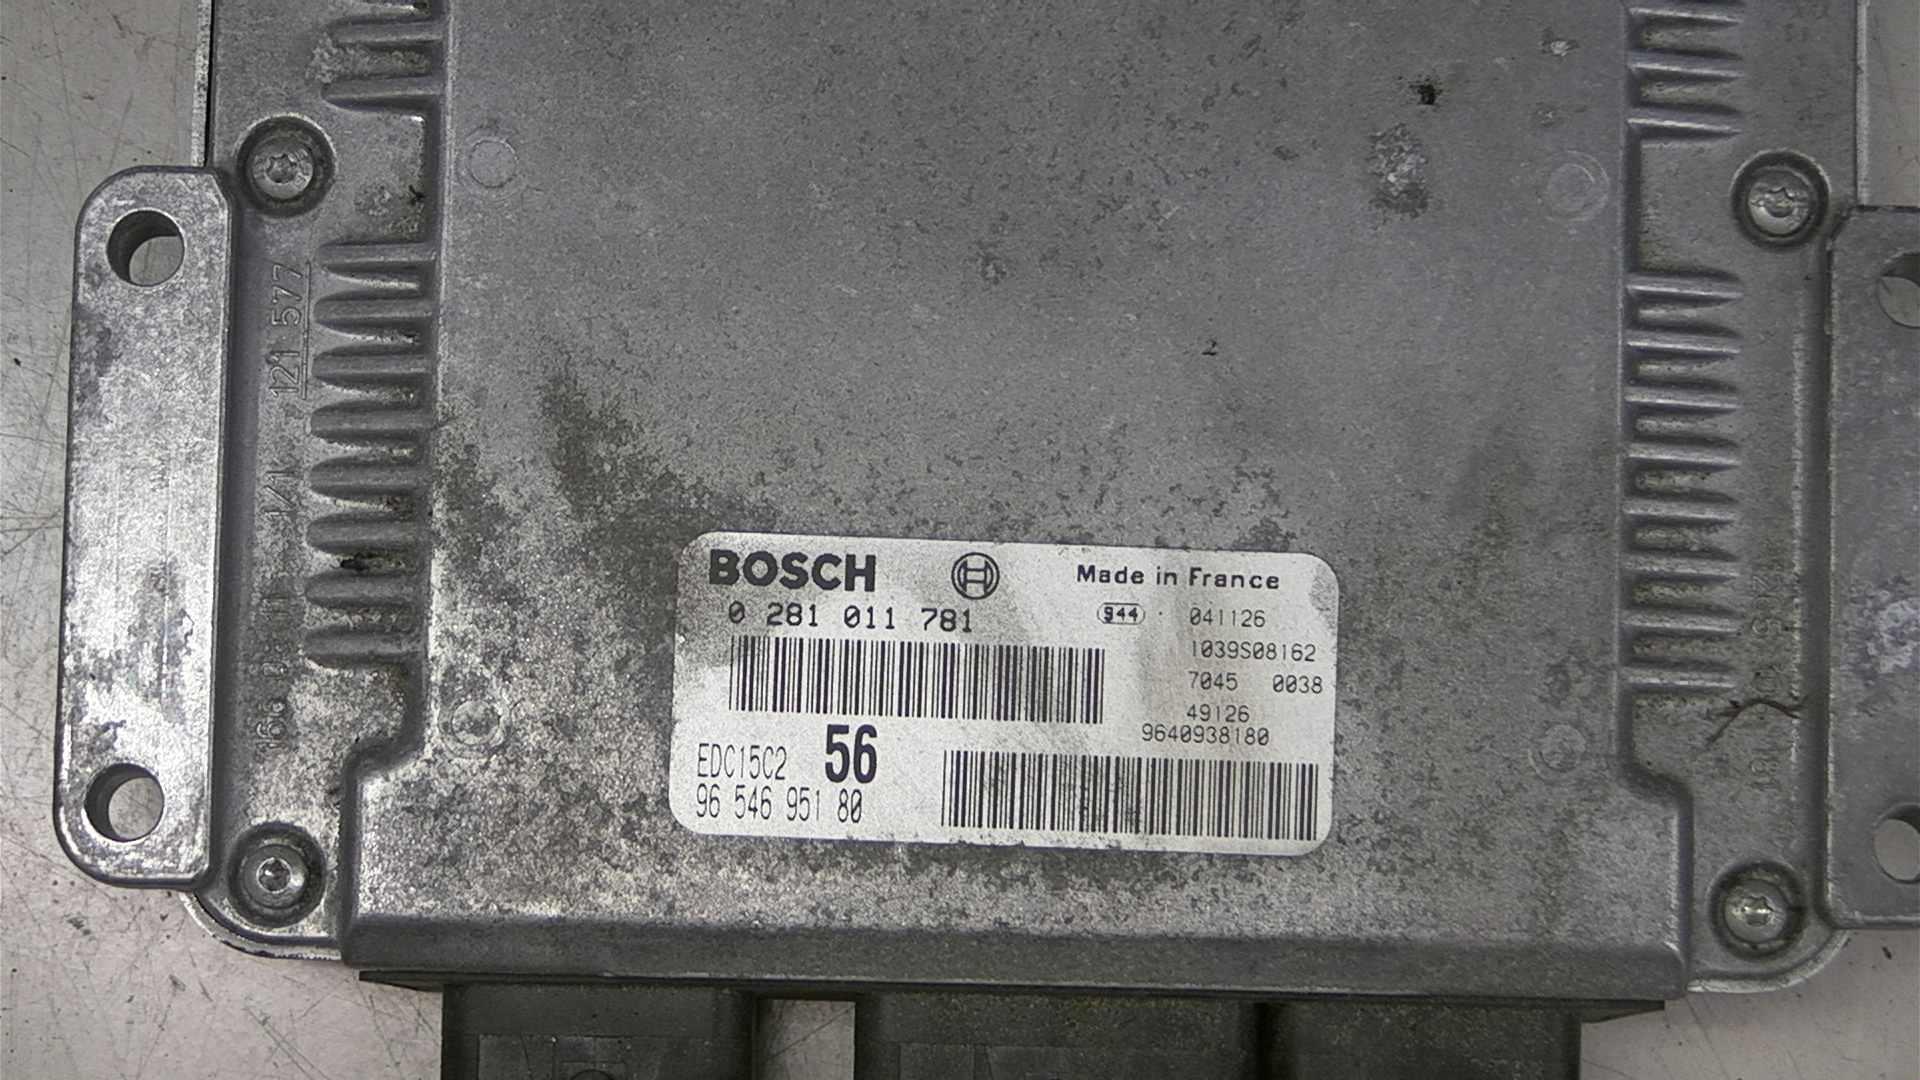 121 577
BOSCH
Made in France
0 281 011 781
944 · 041126
1039S08162
7045 0038
49126
9640938180
EDC15C2 56
96 546 951 80